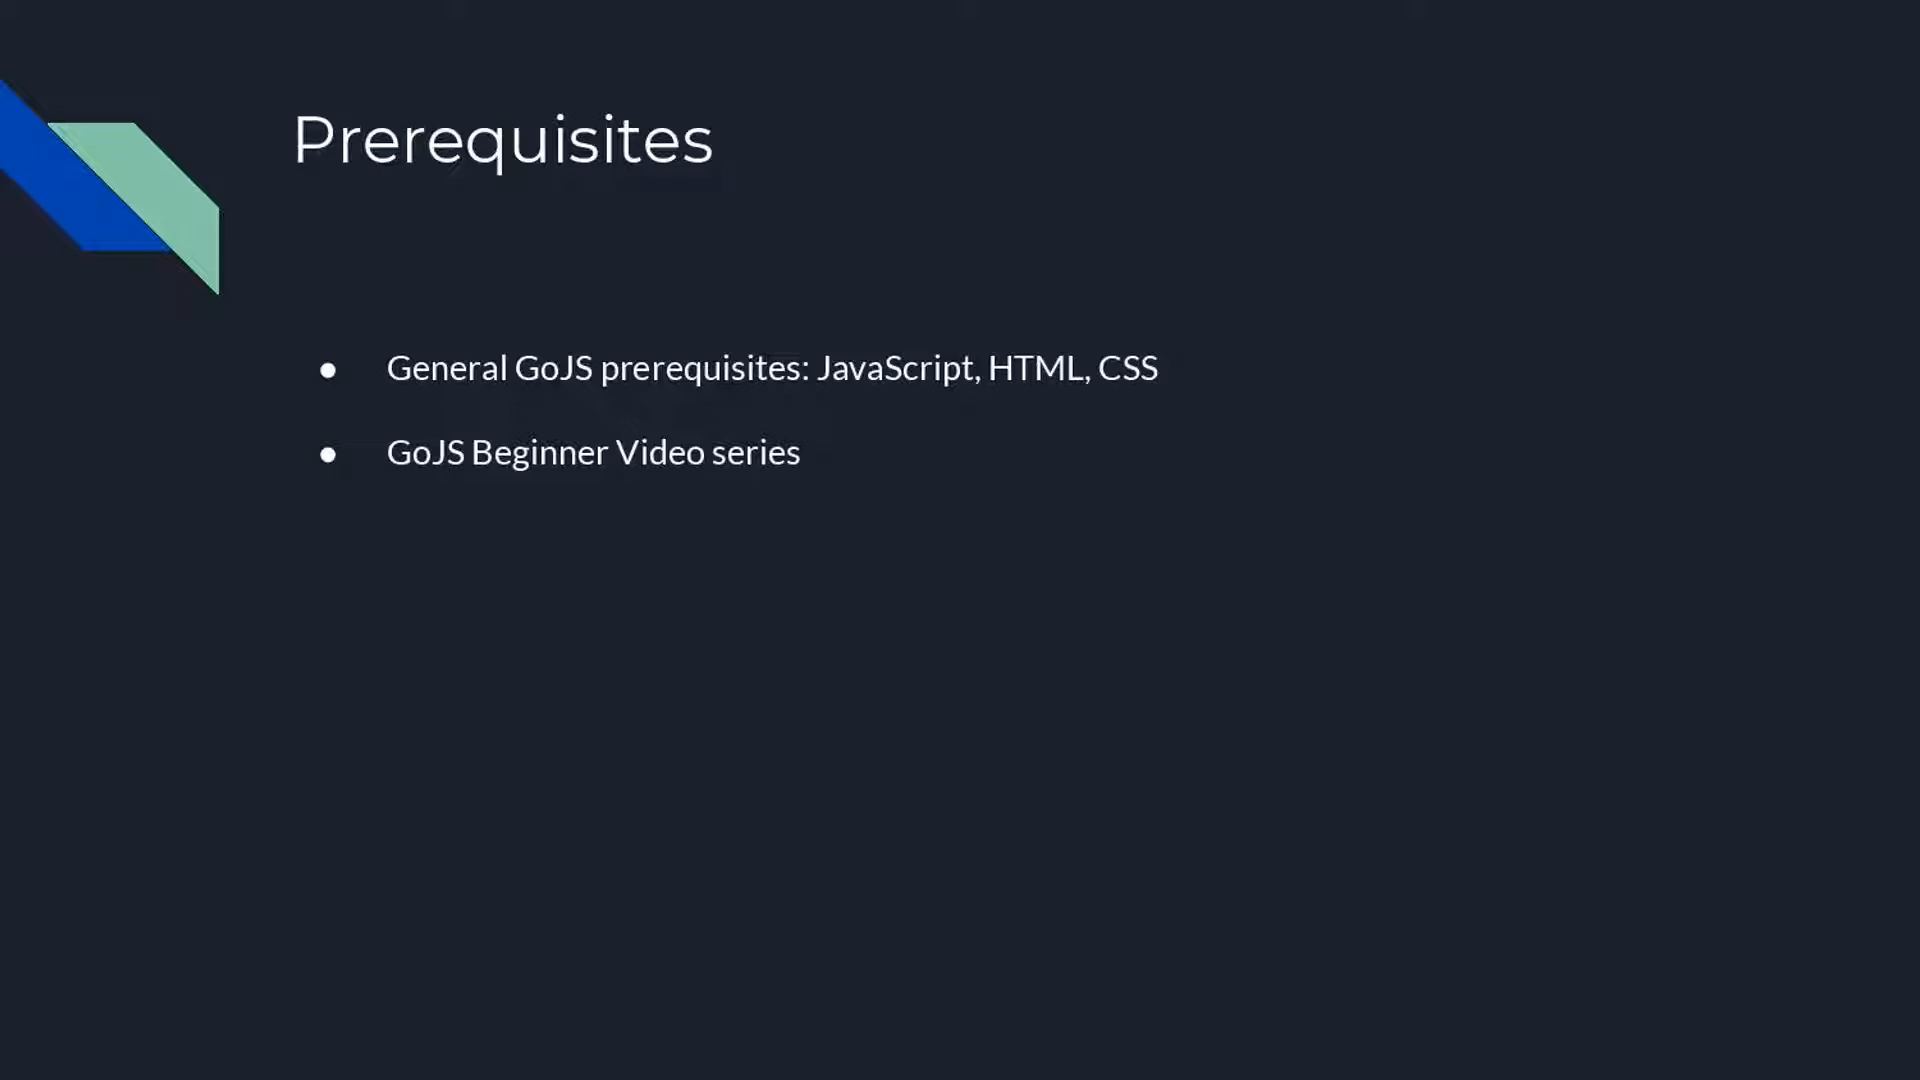 Prerequisites
● General GoJS prerequisites: JavaScript, HTML, CSS
● GoJS Beginner Video series